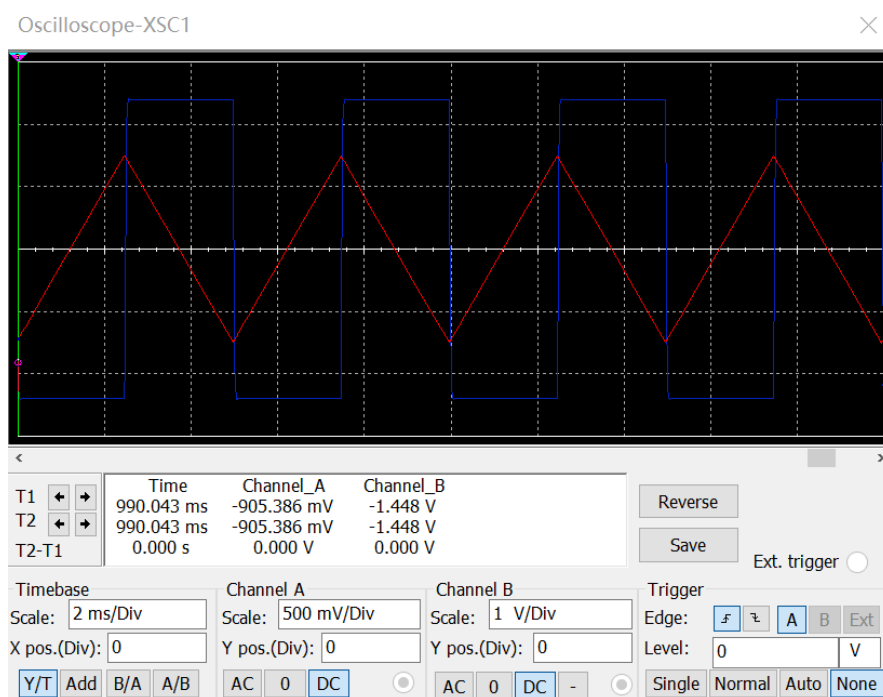 Oscilloscope-XSC1
T1
T2
T2-T1
Time Channel_A Channel_B
990.043 ms -905.386 mV -1.448 V
990.043 ms -905.386 mV -1.448 V
0.000 s 0.000 V 0.000 V
Reverse
Save
Ext. trigger
Timebase
Scale: 2 ms/Div
X pos.(Div): 0
Y/T Add B/A A/B
Channel A
Scale: 500 mV/Div
Y pos.(Div): 0
AC 0 DC
Channel B
Scale: 1 V/Div
Y pos.(Div): 0
AC 0 DC -
Trigger
Edge: A B Ext
Level: 0 V
Single Normal Auto None